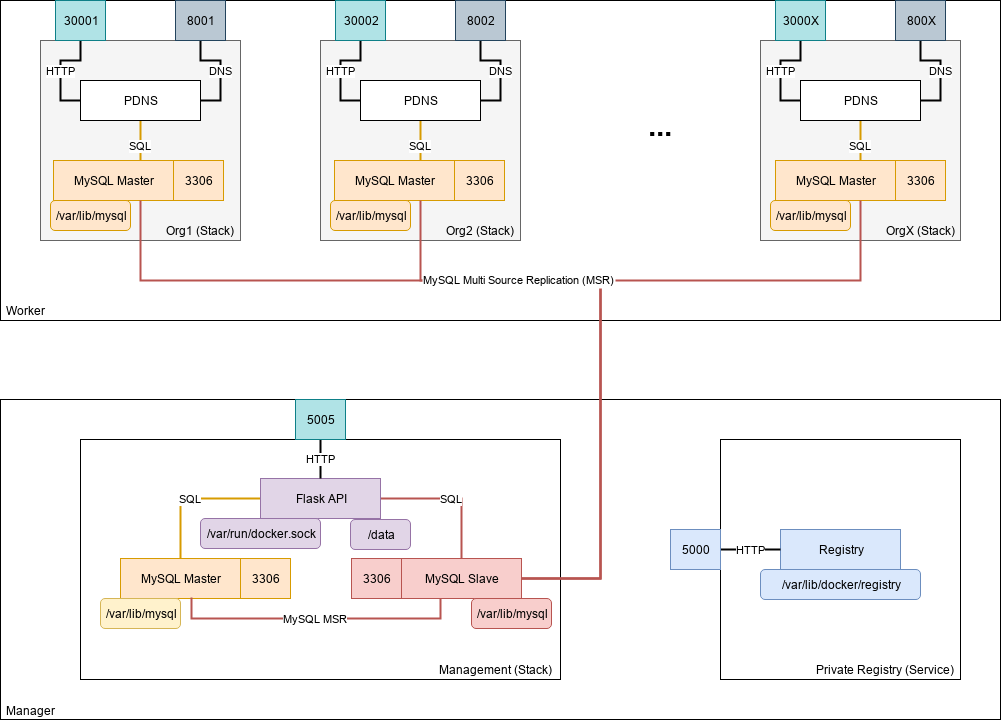 30001
8001
30002
8002
3000X
800X
HTTP
DNS
HTTP
DNS
HTTP
DNS
PDNS
PDNS
...
PDNS
SQL
SQL
SQL
MySQL Master
3306
MySQL Master
3306
MySQL Master
3306
/var/lib/mysql
/var/lib/mysql
/var/lib/mysql
Org1 (Stack)
Org2 (Stack)
OrgX (Stack)
MySQL Multi Source Replication (MSR)
Worker
5005
HTTP
Flask API
SQL
SQL
/var/run/docker.sock
/data
MySQL Master
3306
3306
MySQL Slave
/var/lib/mysql
MySQL MSR
/var/lib/mysql
Management (Stack)
5000
HTTP
Registry
/var/lib/docker/registry
Private Registry (Service)
Manager